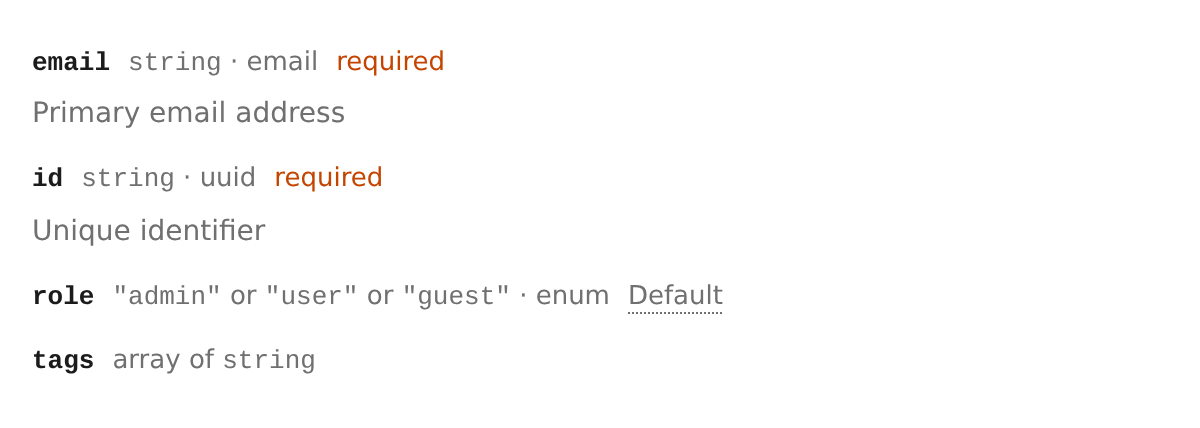 email string · email required
Primary email address
id string · uuid required
Unique identifier
role "admin" or "user" or "guest" · enum Default
tags array of string